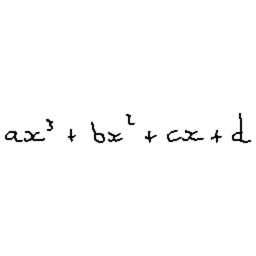 ax³ + bx² + cx + d